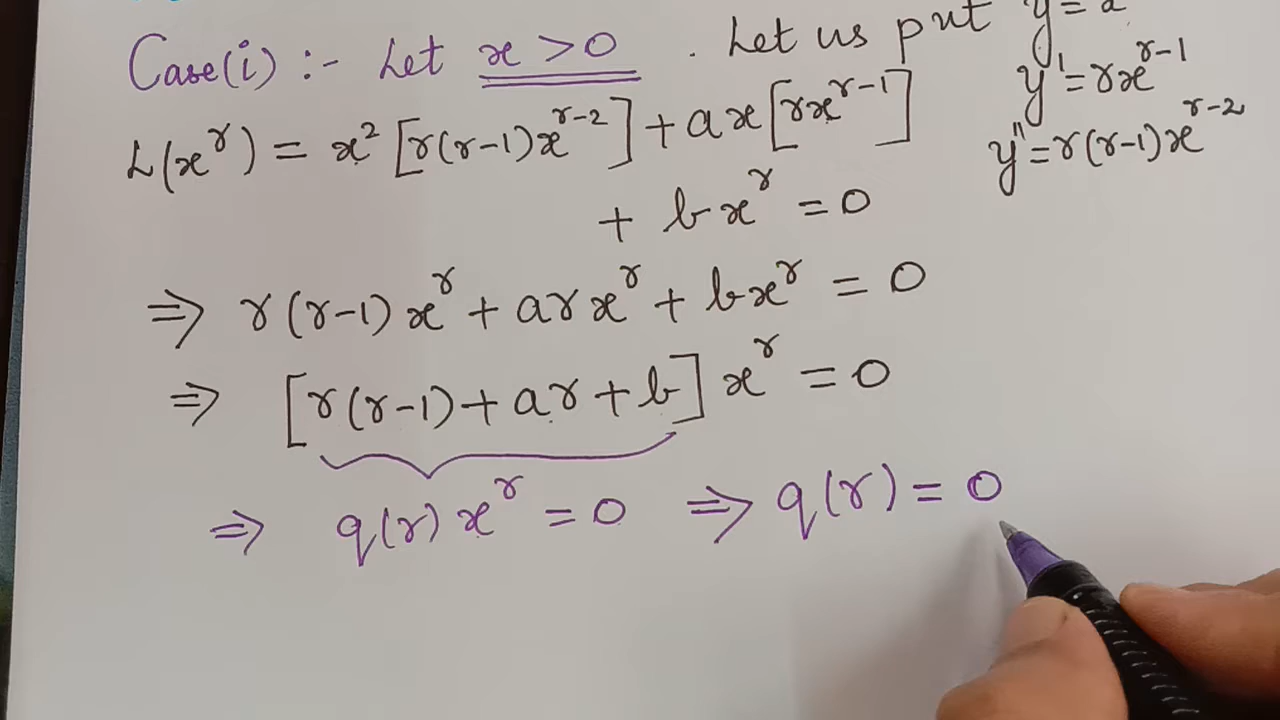 Case(i) :- Let x > 0 . Let us put y =
y' = rx^{r-1}
y'' = r(r-1)x^{r-2}
L(x^r) = x^2 [r(r-1)x^{r-2}] + ax[rx^{r-1}]
+ bx^r = 0
⇒ r(r-1)x^r + arx^r + bx^r = 0
⇒ [r(r-1) + ar + b] x^r = 0
⇒ q(r) x^r = 0 ⇒ q(r) = 0